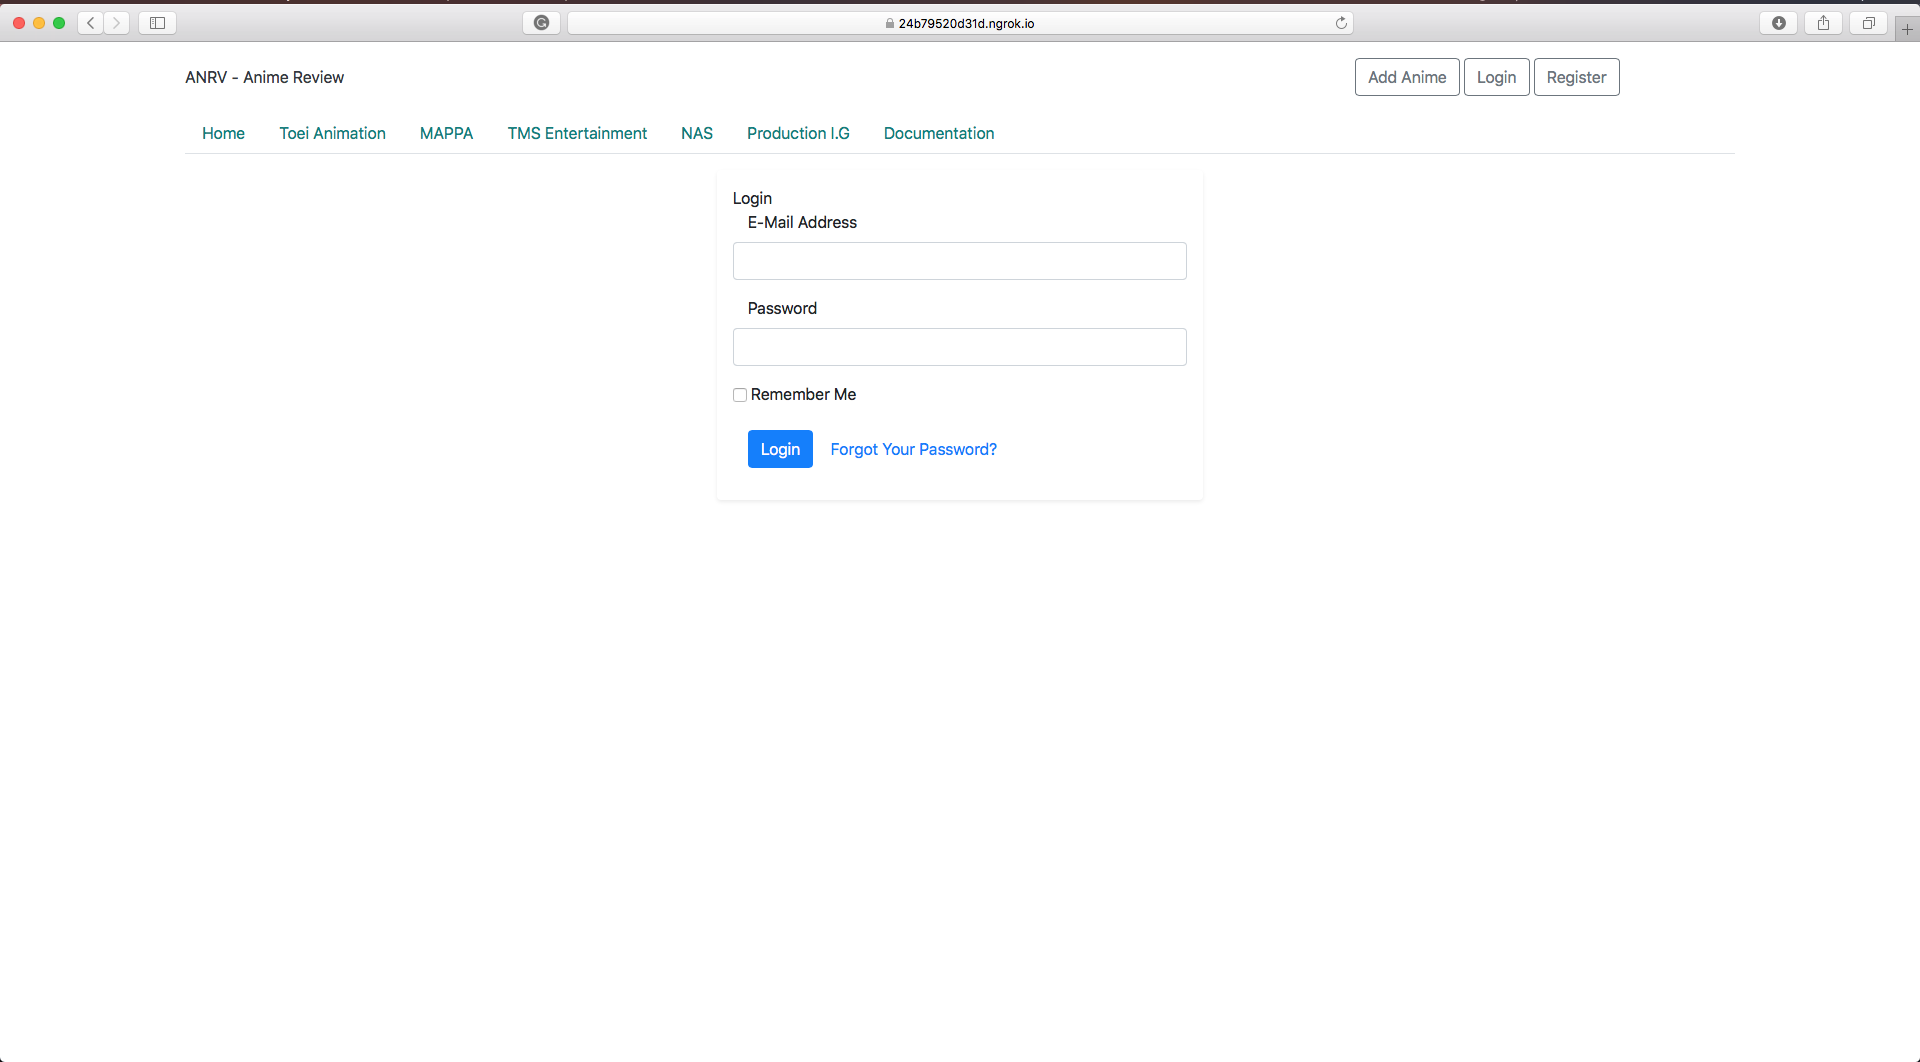 24b79520d31d.ngrok.io
ANRV - Anime Review
Add Anime Login Register
Home Toei Animation MAPPA TMS Entertainment NAS Production I.G Documentation
Login
E-Mail Address
Password
Remember Me
Login Forgot Your Password?